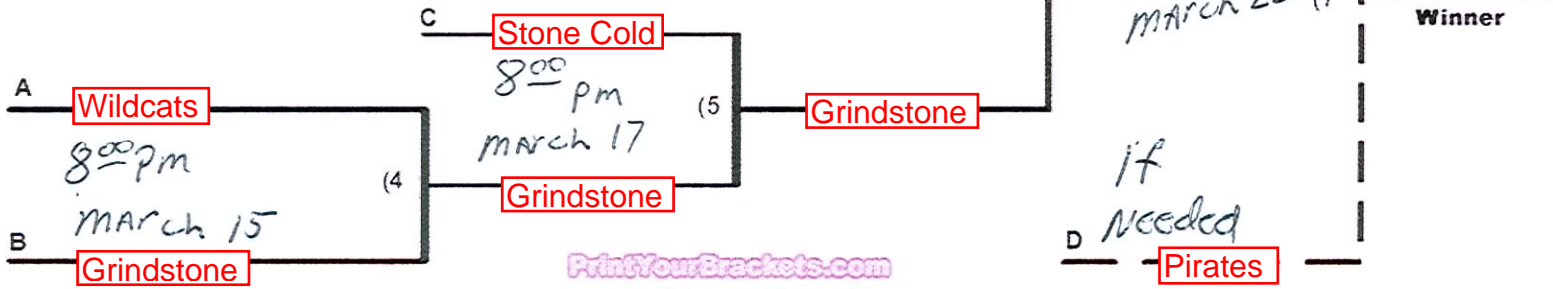 C
Stone Cold
8:00 pm
March 17
(5
Grindstone
A
Wildcats
8:00 pm
March 15
(4
Grindstone
B
Grindstone
PrintYourBrackets.com
March
Winner
if
Needed
D
Pirates